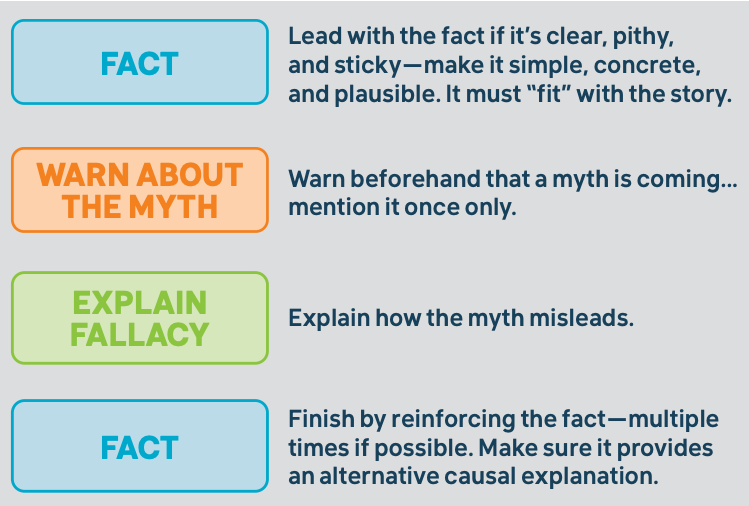 FACT
Lead with the fact if it’s clear, pithy,
and sticky—make it simple, concrete,
and plausible. It must “fit” with the story.
WARN ABOUT
THE MYTH
Warn beforehand that a myth is coming...
mention it once only.
EXPLAIN
FALLACY
Explain how the myth misleads.
FACT
Finish by reinforcing the fact—multiple
times if possible. Make sure it provides
an alternative causal explanation.